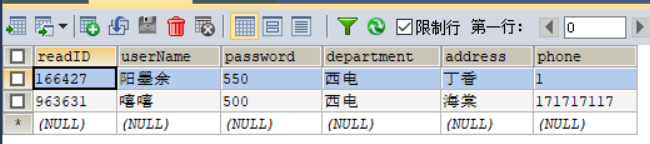 限制行 第一行: 0
readID userName password department address phone
166427 阳墨余 550 西电 丁香 1
963631 嘻嘻 500 西电 海棠 171717117
* (NULL) (NULL) (NULL) (NULL) (NULL) (NULL)